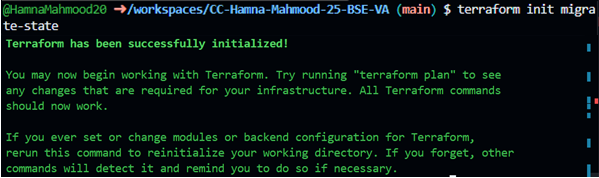 @HamnaMahmood20 ➜/workspaces/CC-Hamna-Mahmood-25-BSE-VA (main) $ terraform init migra
te-state
Terraform has been successfully initialized!
You may now begin working with Terraform. Try running "terraform plan" to see
any changes that are required for your infrastructure. All Terraform commands
should now work.
If you ever set or change modules or backend configuration for Terraform,
rerun this command to reinitialize your working directory. If you forget, other
commands will detect it and remind you to do so if necessary.